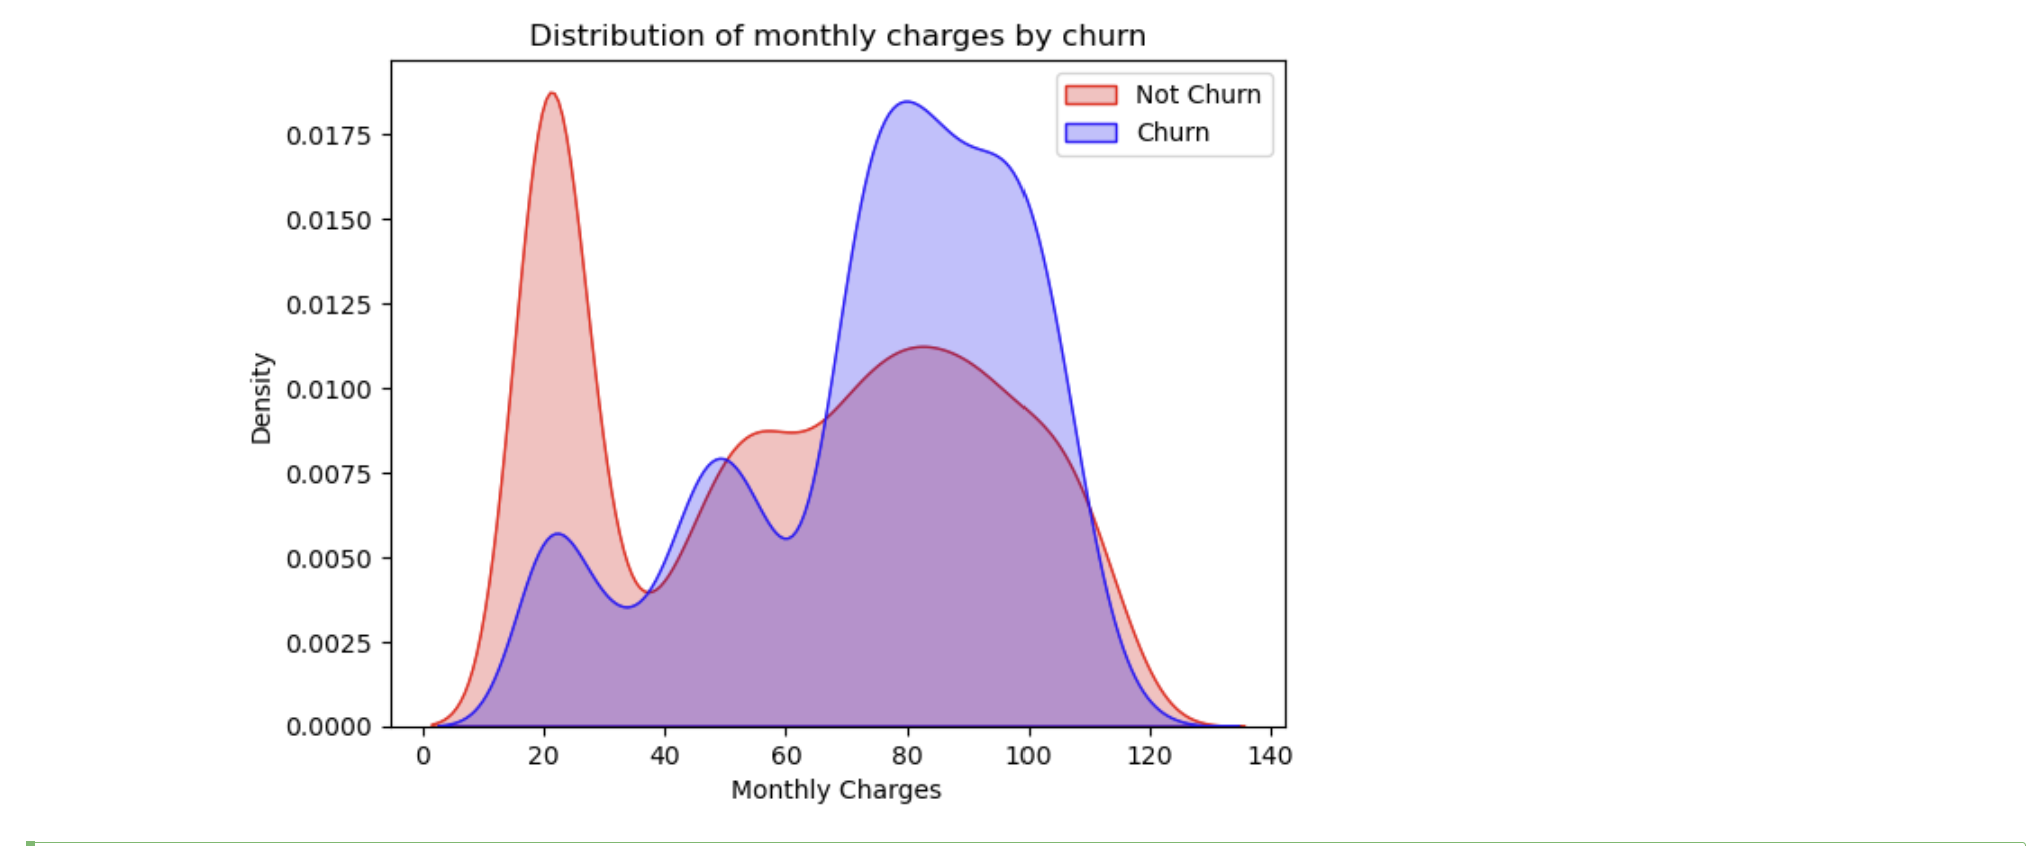 Distribution of monthly charges by churn
Not Churn
Churn
0.0175
0.0150
0.0125
0.0100
0.0075
0.0050
0.0025
0.0000
Density
0 20 40 60 80 100 120 140
Monthly Charges